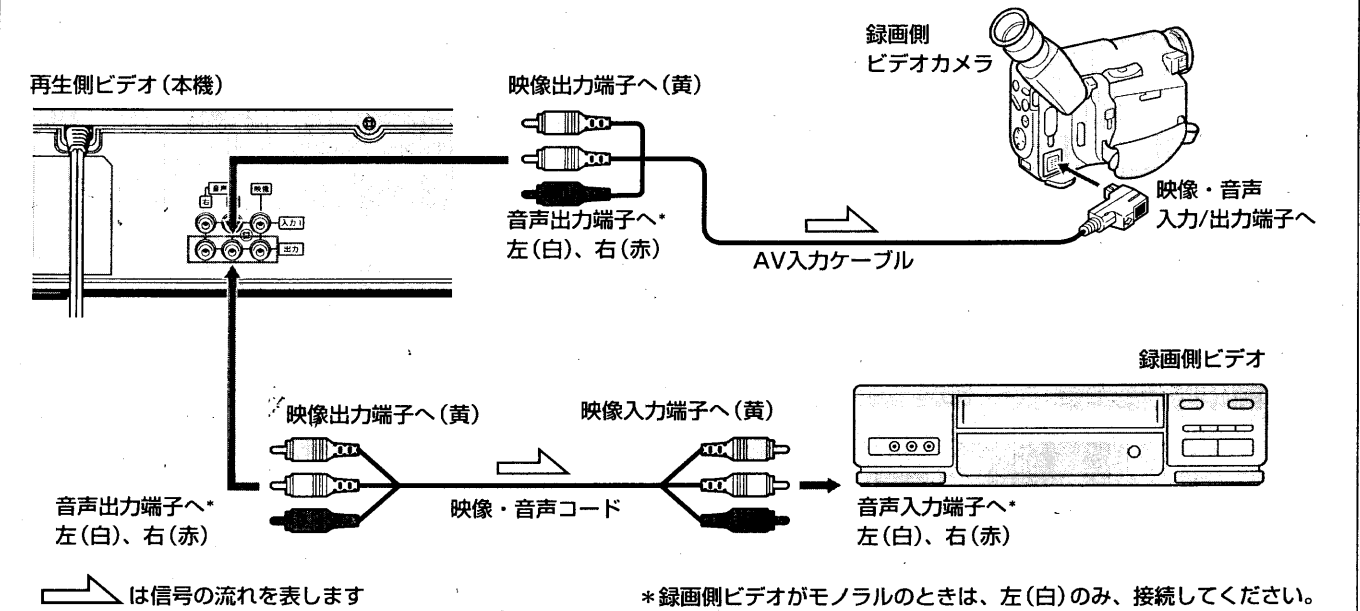 録画側
ビデオカメラ
再生側ビデオ(本機)
映像出力端子へ(黄)
音声
映像
右
入力1
出力
音声出力端子へ*
左(白)、右(赤)
AV入力ケーブル
映像・音声
入力/出力端子へ
録画側ビデオ
映像出力端子へ(黄)
映像入力端子へ(黄)
音声出力端子へ*
左(白)、右(赤)
映像・音声コード
音声入力端子へ*
左(白)、右(赤)
は信号の流れを表します
*録画側ビデオがモノラルのときは、左(白)のみ、接続してください。